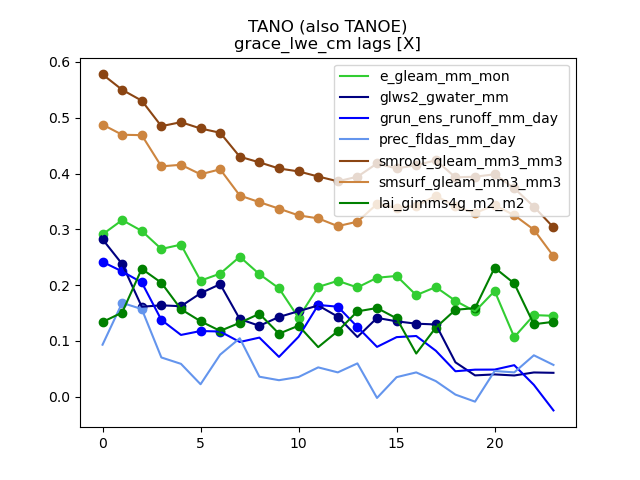 TANO (also TANOE)
grace_lwe_cm lags [X]
e_gleam_mm_mon
glws2_gwater_mm
grun_ens_runoff_mm_day
prec_fldas_mm_day
smroot_gleam_mm3_mm3
smsurf_gleam_mm3_mm3
lai_gimms4g_m2_m2
0.6
0.5
0.4
0.3
0.2
0.1
0.0
0 5 10 15 20